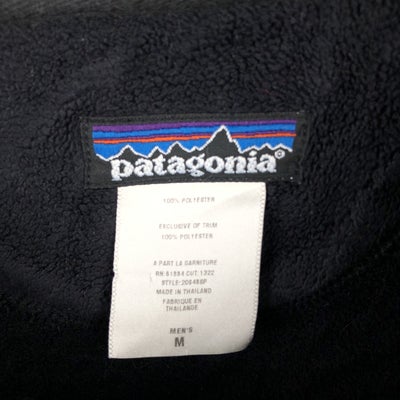 patagonia®
100% POLYESTER
EXCLUSIVE OF TRIM
100% POLYESTER
A PART LA GARNITURE
RN:51884 CUT:1322
STYLE:20648SP
MADE IN THAILAND
FABRIQUE EN
THAILANDE
MEN'S
M